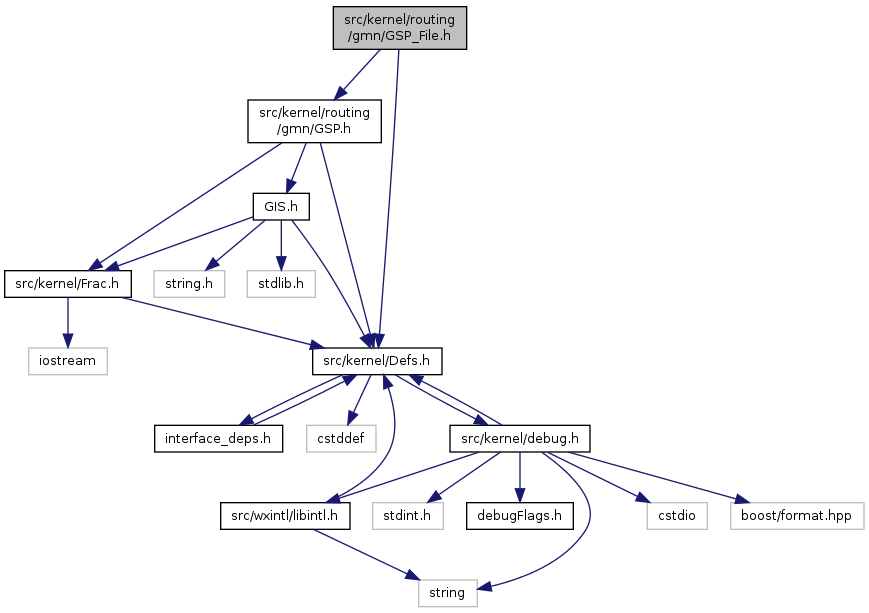 src/kernel/routing
/gmn/GSP_File.h
src/kernel/routing
/gmn/GSP.h
GIS.h
src/kernel/Frac.h
string.h
stdlib.h
iostream
src/kernel/Defs.h
interface_deps.h
cstddef
src/kernel/debug.h
src/wxintl/libintl.h
stdint.h
debugFlags.h
cstdio
boost/format.hpp
string